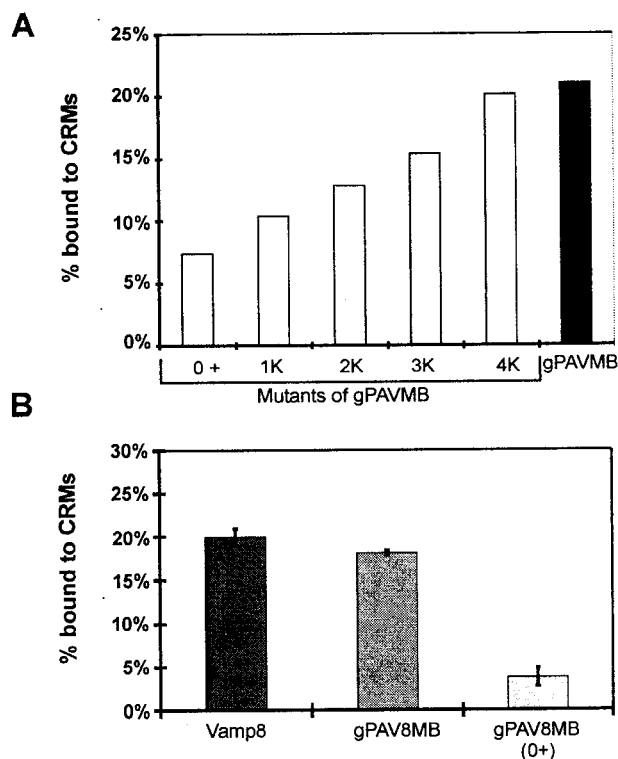 A
25%
20%
15%
10%
5%
0%
% bound to CRMs
0 + 1K 2K 3K 4K gPAVMB
Mutants of gPAVMB
B
30%
25%
20%
15%
10%
5%
0%
% bound to CRMs
Vamp8 gPAV8MB gPAV8MB
(0+)